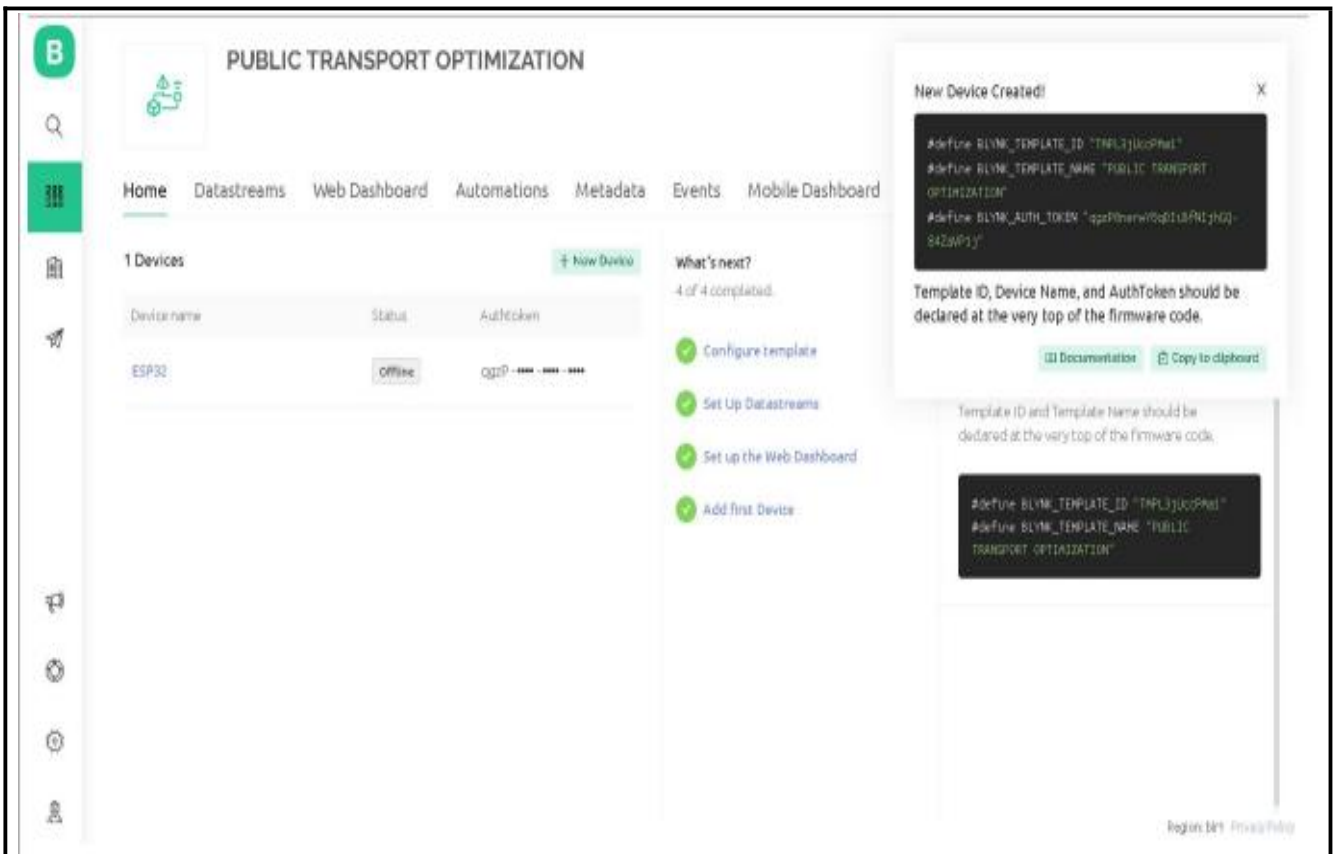 B
PUBLIC TRANSPORT OPTIMIZATION
Home Datastreams Web Dashboard Automations Metadata Events Mobile Dashboard
1 Devices
+ New Device
Device name Status Authtoken
ESP32 Offline qgzP - •••• - •••• - ••••
What's next?
4 of 4 completed.
Configure template
Set Up Datastreams
Set up the Web Dashboard
Add first Device
New Device Created! X
#define BLYNK_TEMPLATE_ID
#define BLYNK_TEMPLATE_NAME "PUBLIC TRANSPORT
OPTIMIZATION"
#define BLYNK_AUTH_TOKEN
Template ID, Device Name, and AuthToken should be
declared at the very top of the firmware code.
Documentation Copy to clipboard
Template ID and Template Name should be
declared at the very top of the firmware code.
#define BLYNK_TEMPLATE_ID
#define BLYNK_TEMPLATE_NAME "PUBLIC
TRANSPORT OPTIMIZATION"
Region: blr1 Privacy Policy